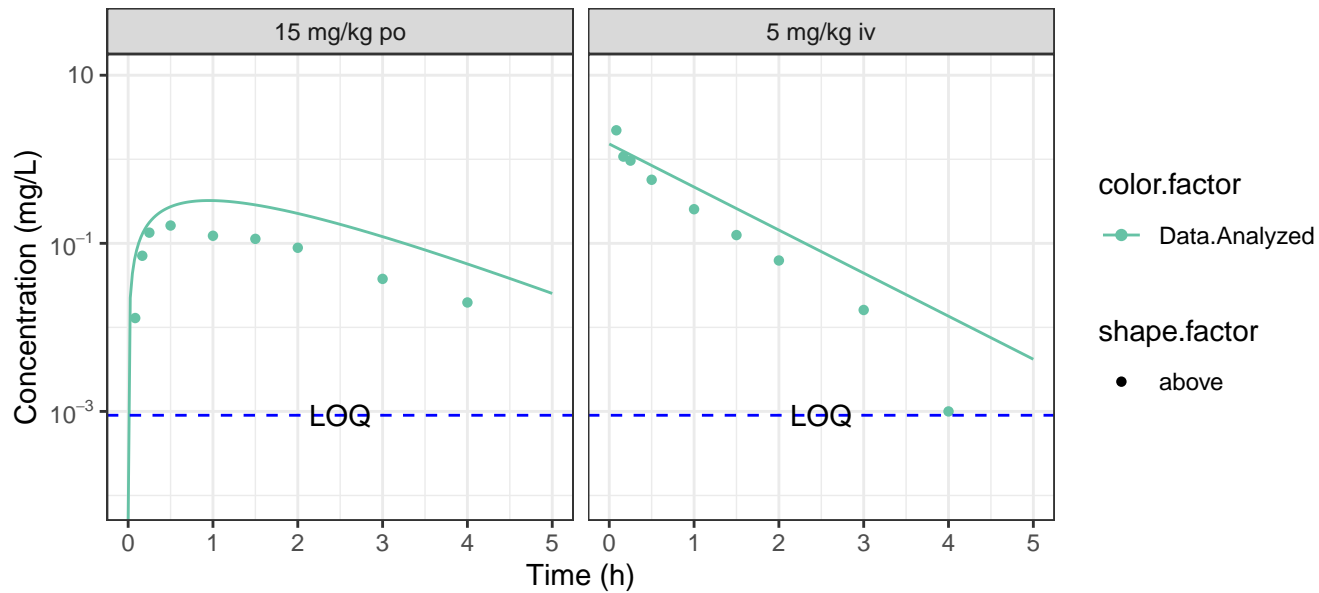 15 mg/kg po
5 mg/kg iv
Concentration (mg/L)
10
10⁻¹
10⁻³
LOQ
LOQ
0 1 2 3 4 5
0 1 2 3 4 5
Time (h)
color.factor
Data.Analyzed
shape.factor
above